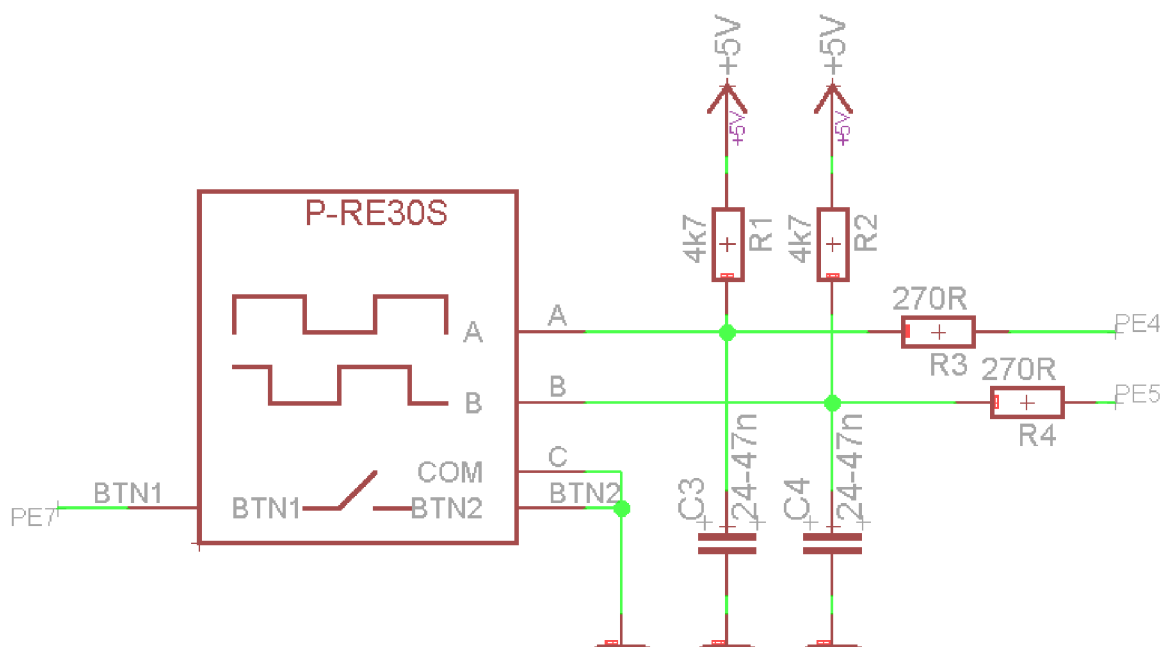 +5V
+5V
+5V
+5V
P-RE30S
4k7
R1
4k7
R2
A
A
270R
R3
PE4
B
B
270R
R4
PE5
COM
C
BTN1
BTN1
BTN2
BTN2
PE7
C3
24-47n
C4
24-47n